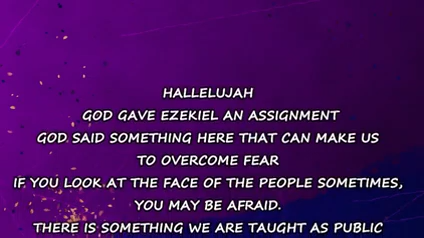 HALLELUJAH
GOD GAVE EZEKIEL AN ASSIGNMENT
GOD SAID SOMETHING HERE THAT CAN MAKE US
TO OVERCOME FEAR
IF YOU LOOK AT THE FACE OF THE PEOPLE SOMETIMES,
YOU MAY BE AFRAID.
THERE IS SOMETHING WE ARE TAUGHT AS PUBLIC